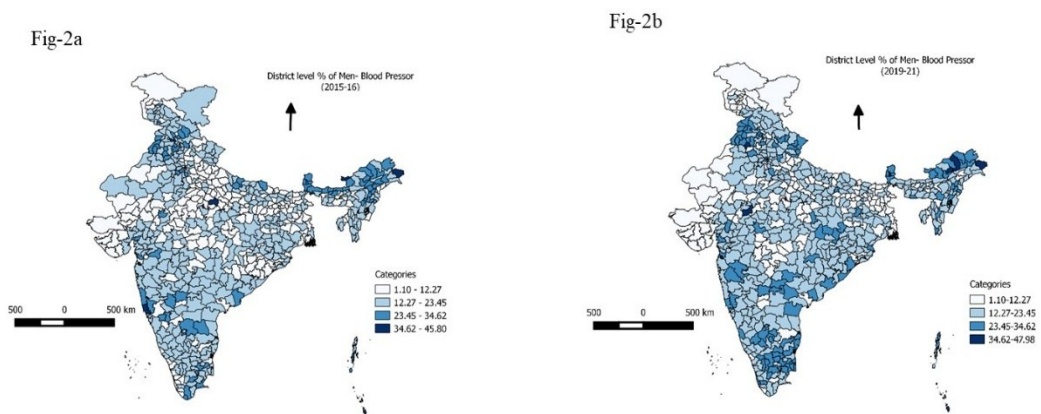 Fig-2a
District level % of Men- Blood Pressor
(2015-16)
Categories
1.10 - 12.27
12.27 - 23.45
23.45 - 34.62
34.62 - 45.80
500 0 500 km
Fig-2b
District Level % of Men- Blood Pressor
(2019-21)
Categories
1.10-12.27
12.27-23.45
23.45-34.62
34.62-47.98
500 0 500 km